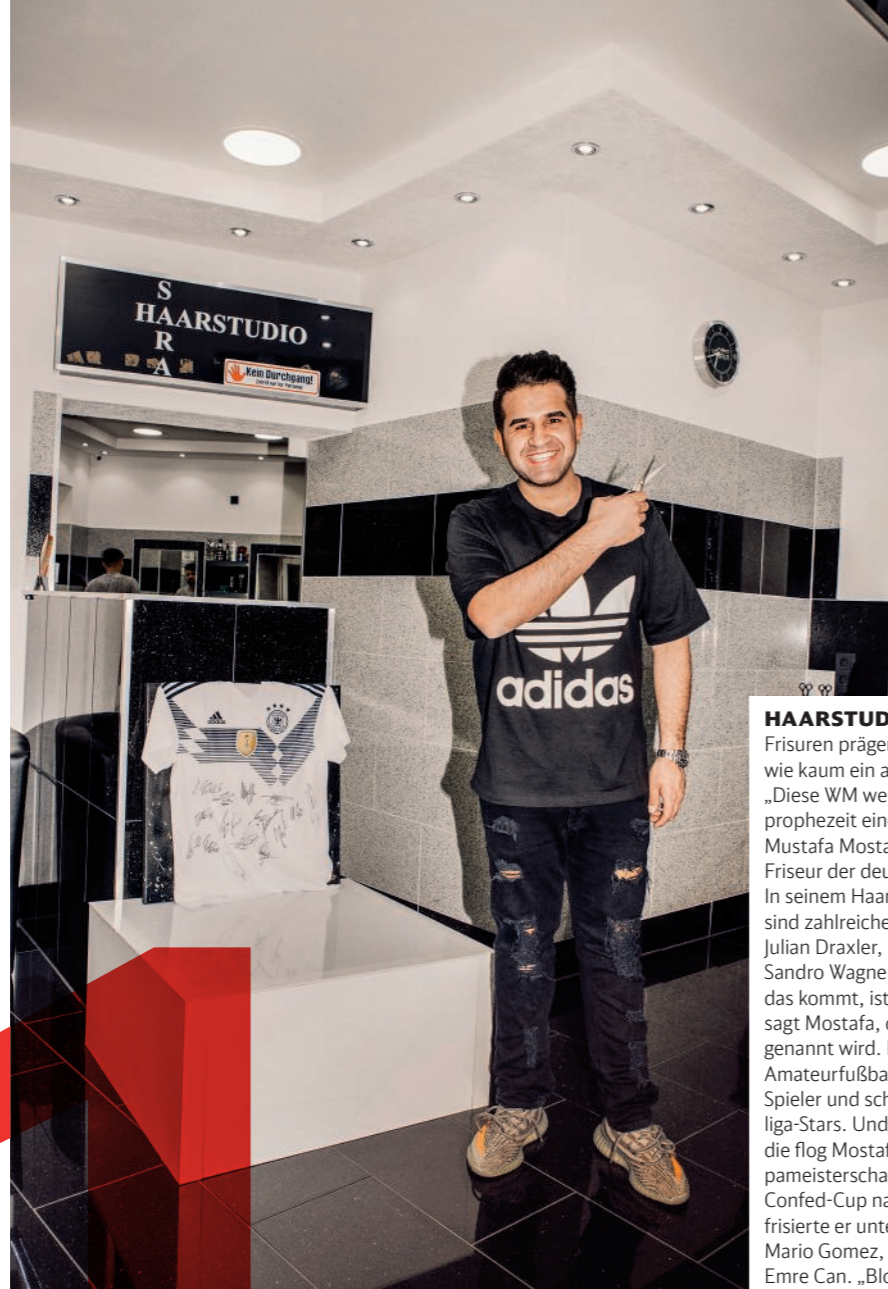 S
HAARSTUDIO
R
A
Kein Durchgang!
adidas
HAARSTUD
Frisuren präge
wie kaum ein a
„Diese WM we
prophezeit ein
Mustafa Mosta
Friseur der deu
In seinem Haar
sind zahlreiche
Julian Draxler,
Sandro Wagne
das kommt, ist
sagt Mostafa, d
genannt wird.
Amateurfußba
Spieler und sch
liga-Stars. Und
die flog Mostaf
pameisterscha
Confed-Cup na
frisierte er unte
Mario Gomez,
Emre Can. „Blo